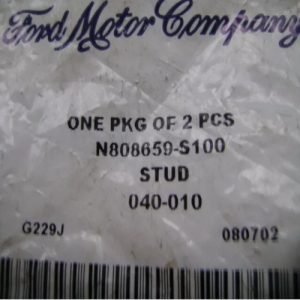 Ford Motor Company
ONE PKG OF 2 PCS
N808659-S100
STUD
040-010
G229J 080702